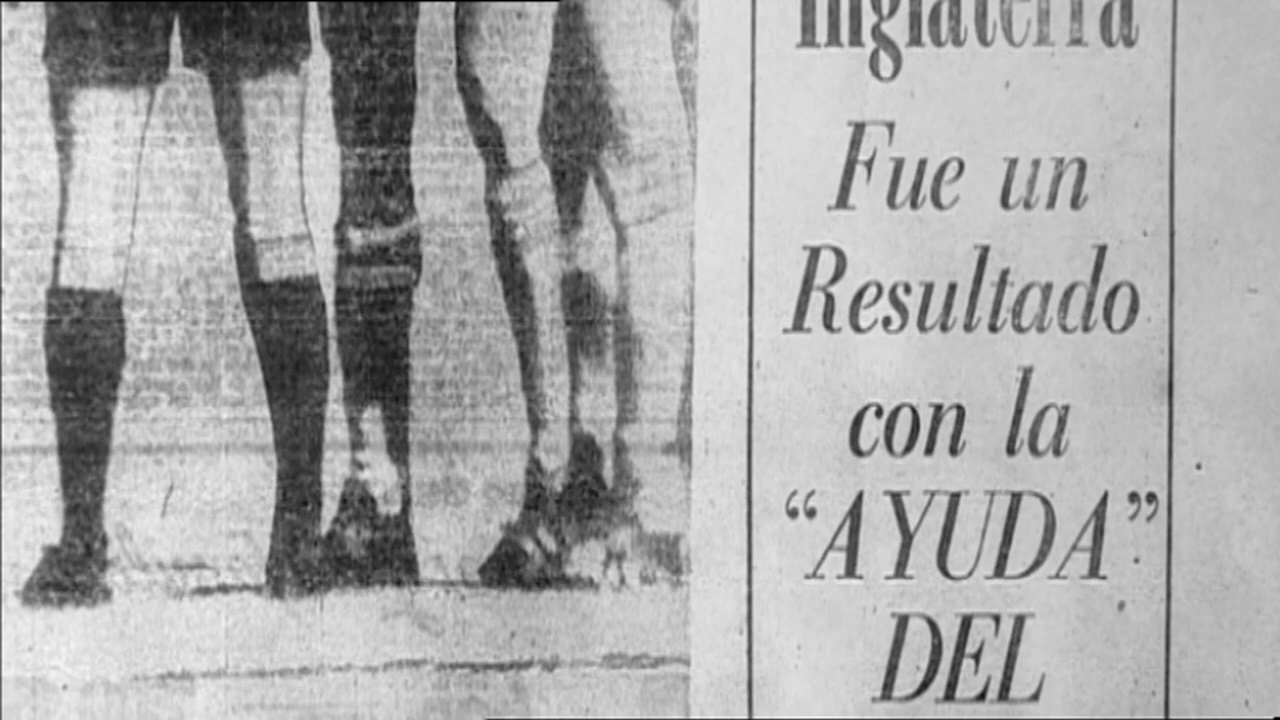 Inglaterra
Fue un
Resultado
con la
“AYUDA”
DEL